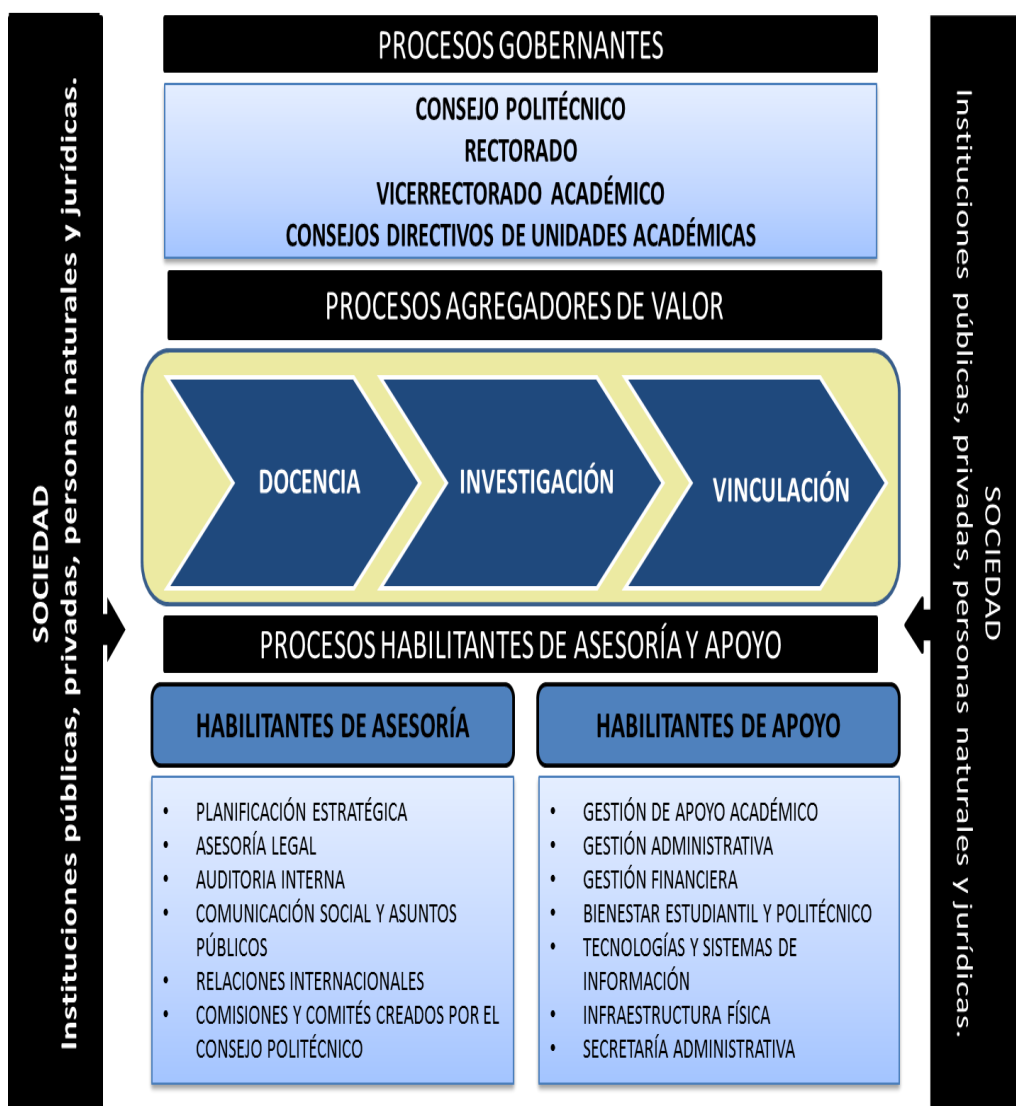 SOCIEDAD
Instituciones públicas, privadas, personas naturales y jurídicas.
PROCESOS GOBERNANTES
CONSEJO POLITÉCNICO
RECTORADO
VICERRECTORADO ACADÉMICO
CONSEJOS DIRECTIVOS DE UNIDADES ACADÉMICAS
PROCESOS AGREGADORES DE VALOR
DOCENCIA
INVESTIGACIÓN
VINCULACIÓN
PROCESOS HABILITANTES DE ASESORÍA Y APOYO
HABILITANTES DE ASESORÍA
• PLANIFICACIÓN ESTRATÉGICA
• ASESORÍA LEGAL
• AUDITORIA INTERNA
• COMUNICACIÓN SOCIAL Y ASUNTOS
PÚBLICOS
• RELACIONES INTERNACIONALES
• COMISIONES Y COMITÉS CREADOS POR EL
CONSEJO POLITÉCNICO
HABILITANTES DE APOYO
• GESTIÓN DE APOYO ACADÉMICO
• GESTIÓN ADMINISTRATIVA
• GESTIÓN FINANCIERA
• BIENESTAR ESTUDIANTIL Y POLITÉCNICO
• TECNOLOGÍAS Y SISTEMAS DE
INFORMACIÓN
• INFRAESTRUCTURA FÍSICA
• SECRETARÍA ADMINISTRATIVA
SOCIEDAD
Instituciones públicas, privadas, personas naturales y jurídicas.